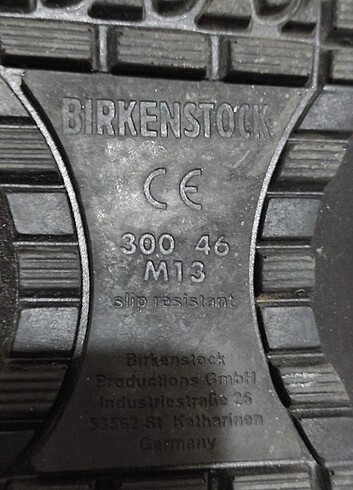 BIRKENSTOCK
CE
300 46
M13
slip resistant
Birkenstock
Productions GmbH
Industriestraße 26
53562 St. Katharinen
Germany